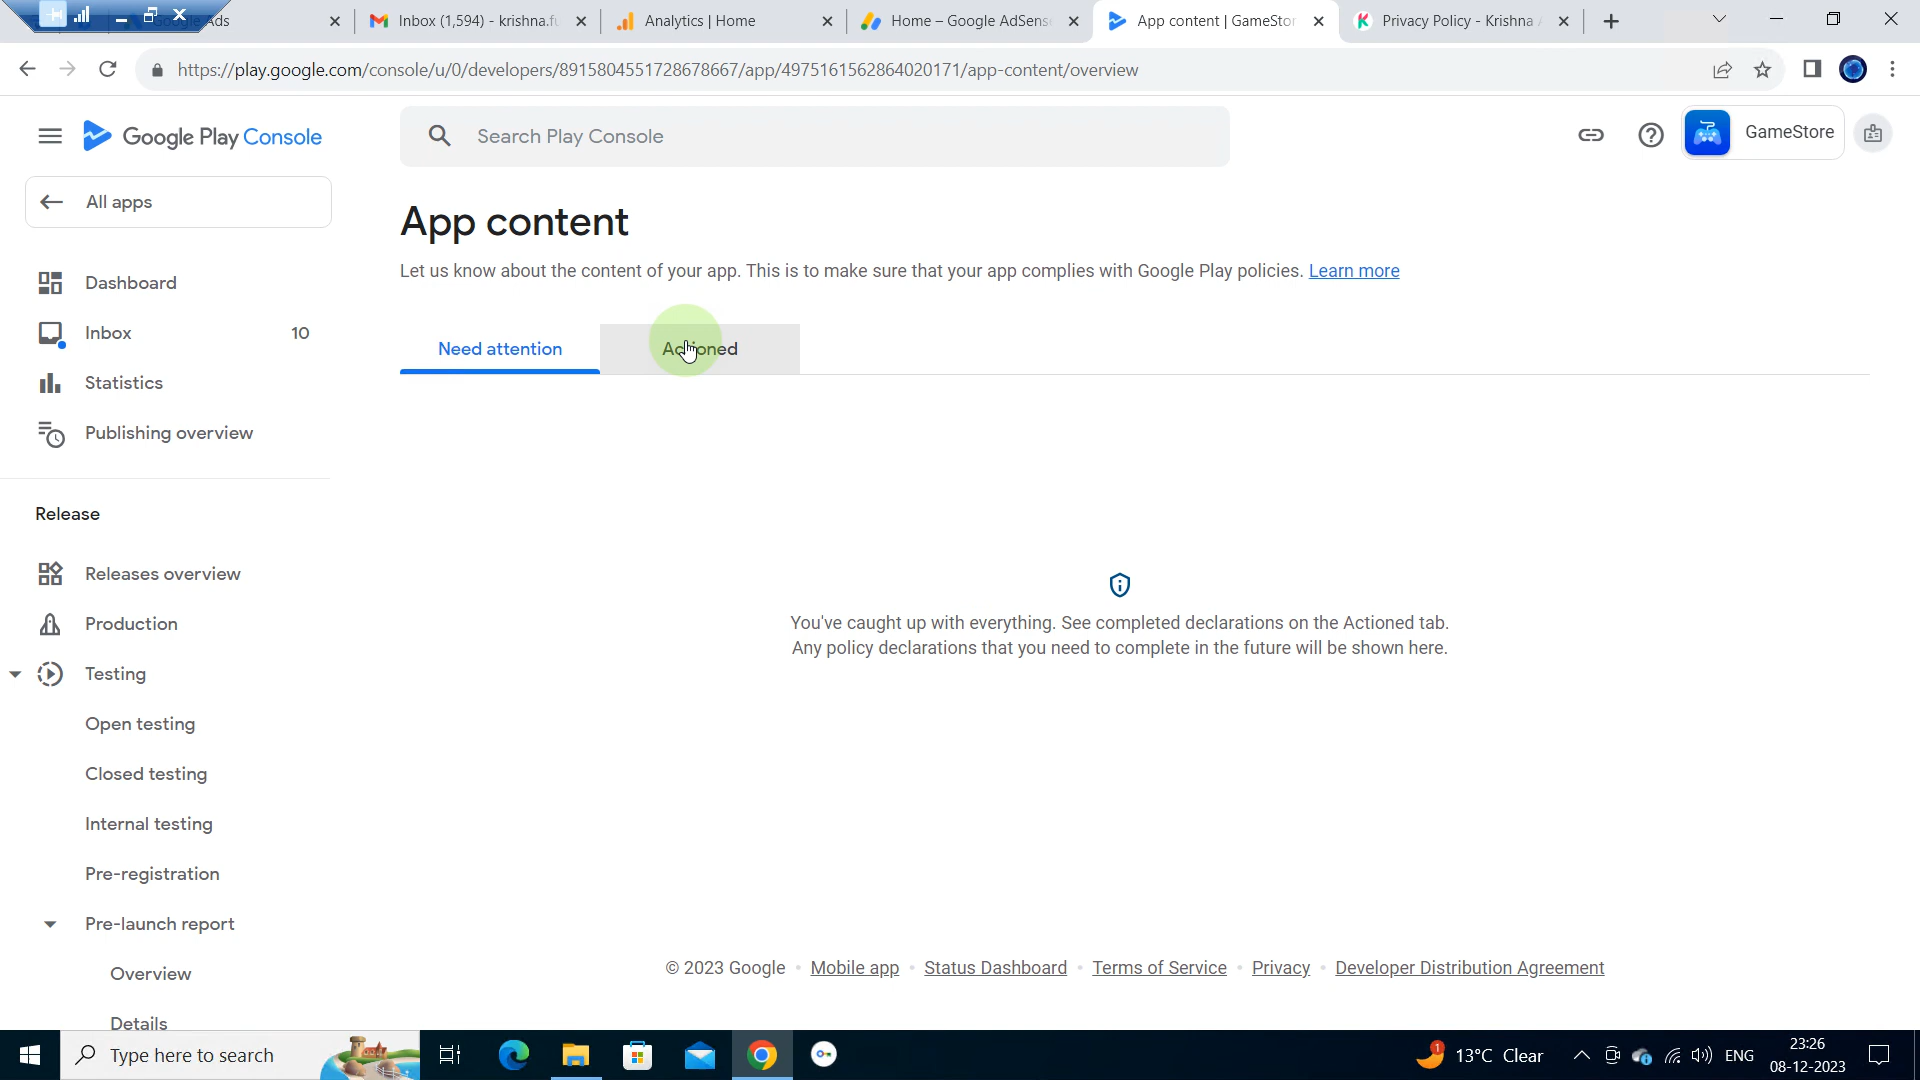 Ads
Inbox (1,594) - krishna.fu
Analytics | Home
Home – Google AdSense
App content | GameStor
Privacy Policy - Krishna
https://play.google.com/console/u/0/developers/8915804551728678667/app/4975161562864020171/app-content/overview
Google Play Console
Search Play Console
GameStore
All apps
App content
Let us know about the content of your app. This is to make sure that your app complies with Google Play policies. Learn more
Dashboard
Inbox 10
Need attention
Actioned
Statistics
Publishing overview
Release
Releases overview
Production
You've caught up with everything. See completed declarations on the Actioned tab.
Any policy declarations that you need to complete in the future will be shown here.
Testing
Open testing
Closed testing
Internal testing
Pre-registration
Pre-launch report
Overview
Details
© 2023 Google • Mobile app • Status Dashboard • Terms of Service • Privacy • Developer Distribution Agreement
Type here to search
1
13°C Clear
ENG
23:26
08-12-2023